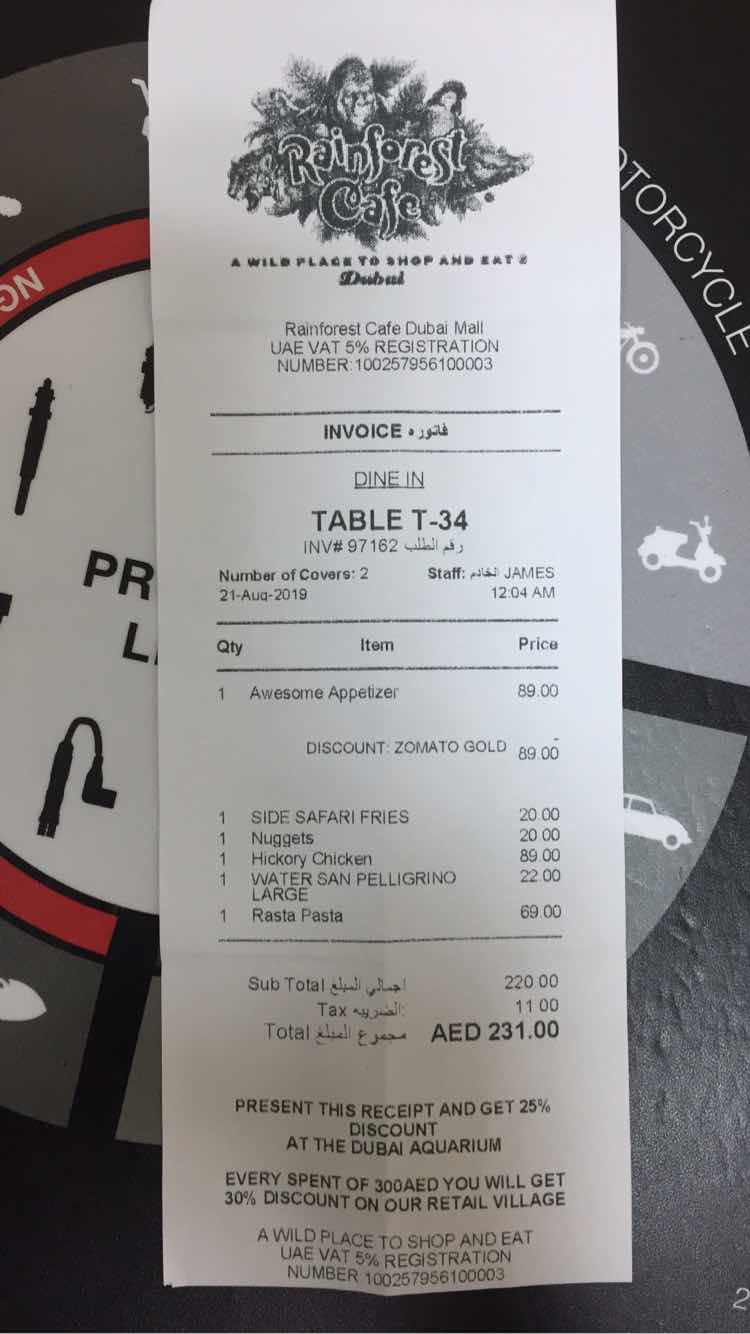 Rainforest
Cafe
A WILD PLACE TO SHOP AND EAT ®
Dubai
Rainforest Cafe Dubai Mall
UAE VAT 5% REGISTRATION
NUMBER:100257956100003
INVOICE • فاتوره
DINE IN
TABLE T-34
INV# 97162 رقم الطلب
Number of Covers: 2 Staff: الخادم JAMES
21-Aug-2019 12:04 AM
Qty Item Price
1 Awesome Appetizer 89.00
DISCOUNT: ZOMATO GOLD -
89.00
1 SIDE SAFARI FRIES 20.00
1 Nuggets 20.00
1 Hickory Chicken 89.00
1 WATER SAN PELLIGRINO 22.00
LARGE
1 Rasta Pasta 69.00
Sub Total اجمالي المبلغ 220.00
Tax الضريبه: 11.00
Total مجموع المبلغ AED 231.00
PRESENT THIS RECEIPT AND GET 25%
DISCOUNT
AT THE DUBAI AQUARIUM
EVERY SPENT OF 300AED YOU WILL GET
30% DISCOUNT ON OUR RETAIL VILLAGE
A WILD PLACE TO SHOP AND EAT
UAE VAT 5% REGISTRATION
NUMBER 100257956100003
OTORCYCLE
NG
PR
LI
2